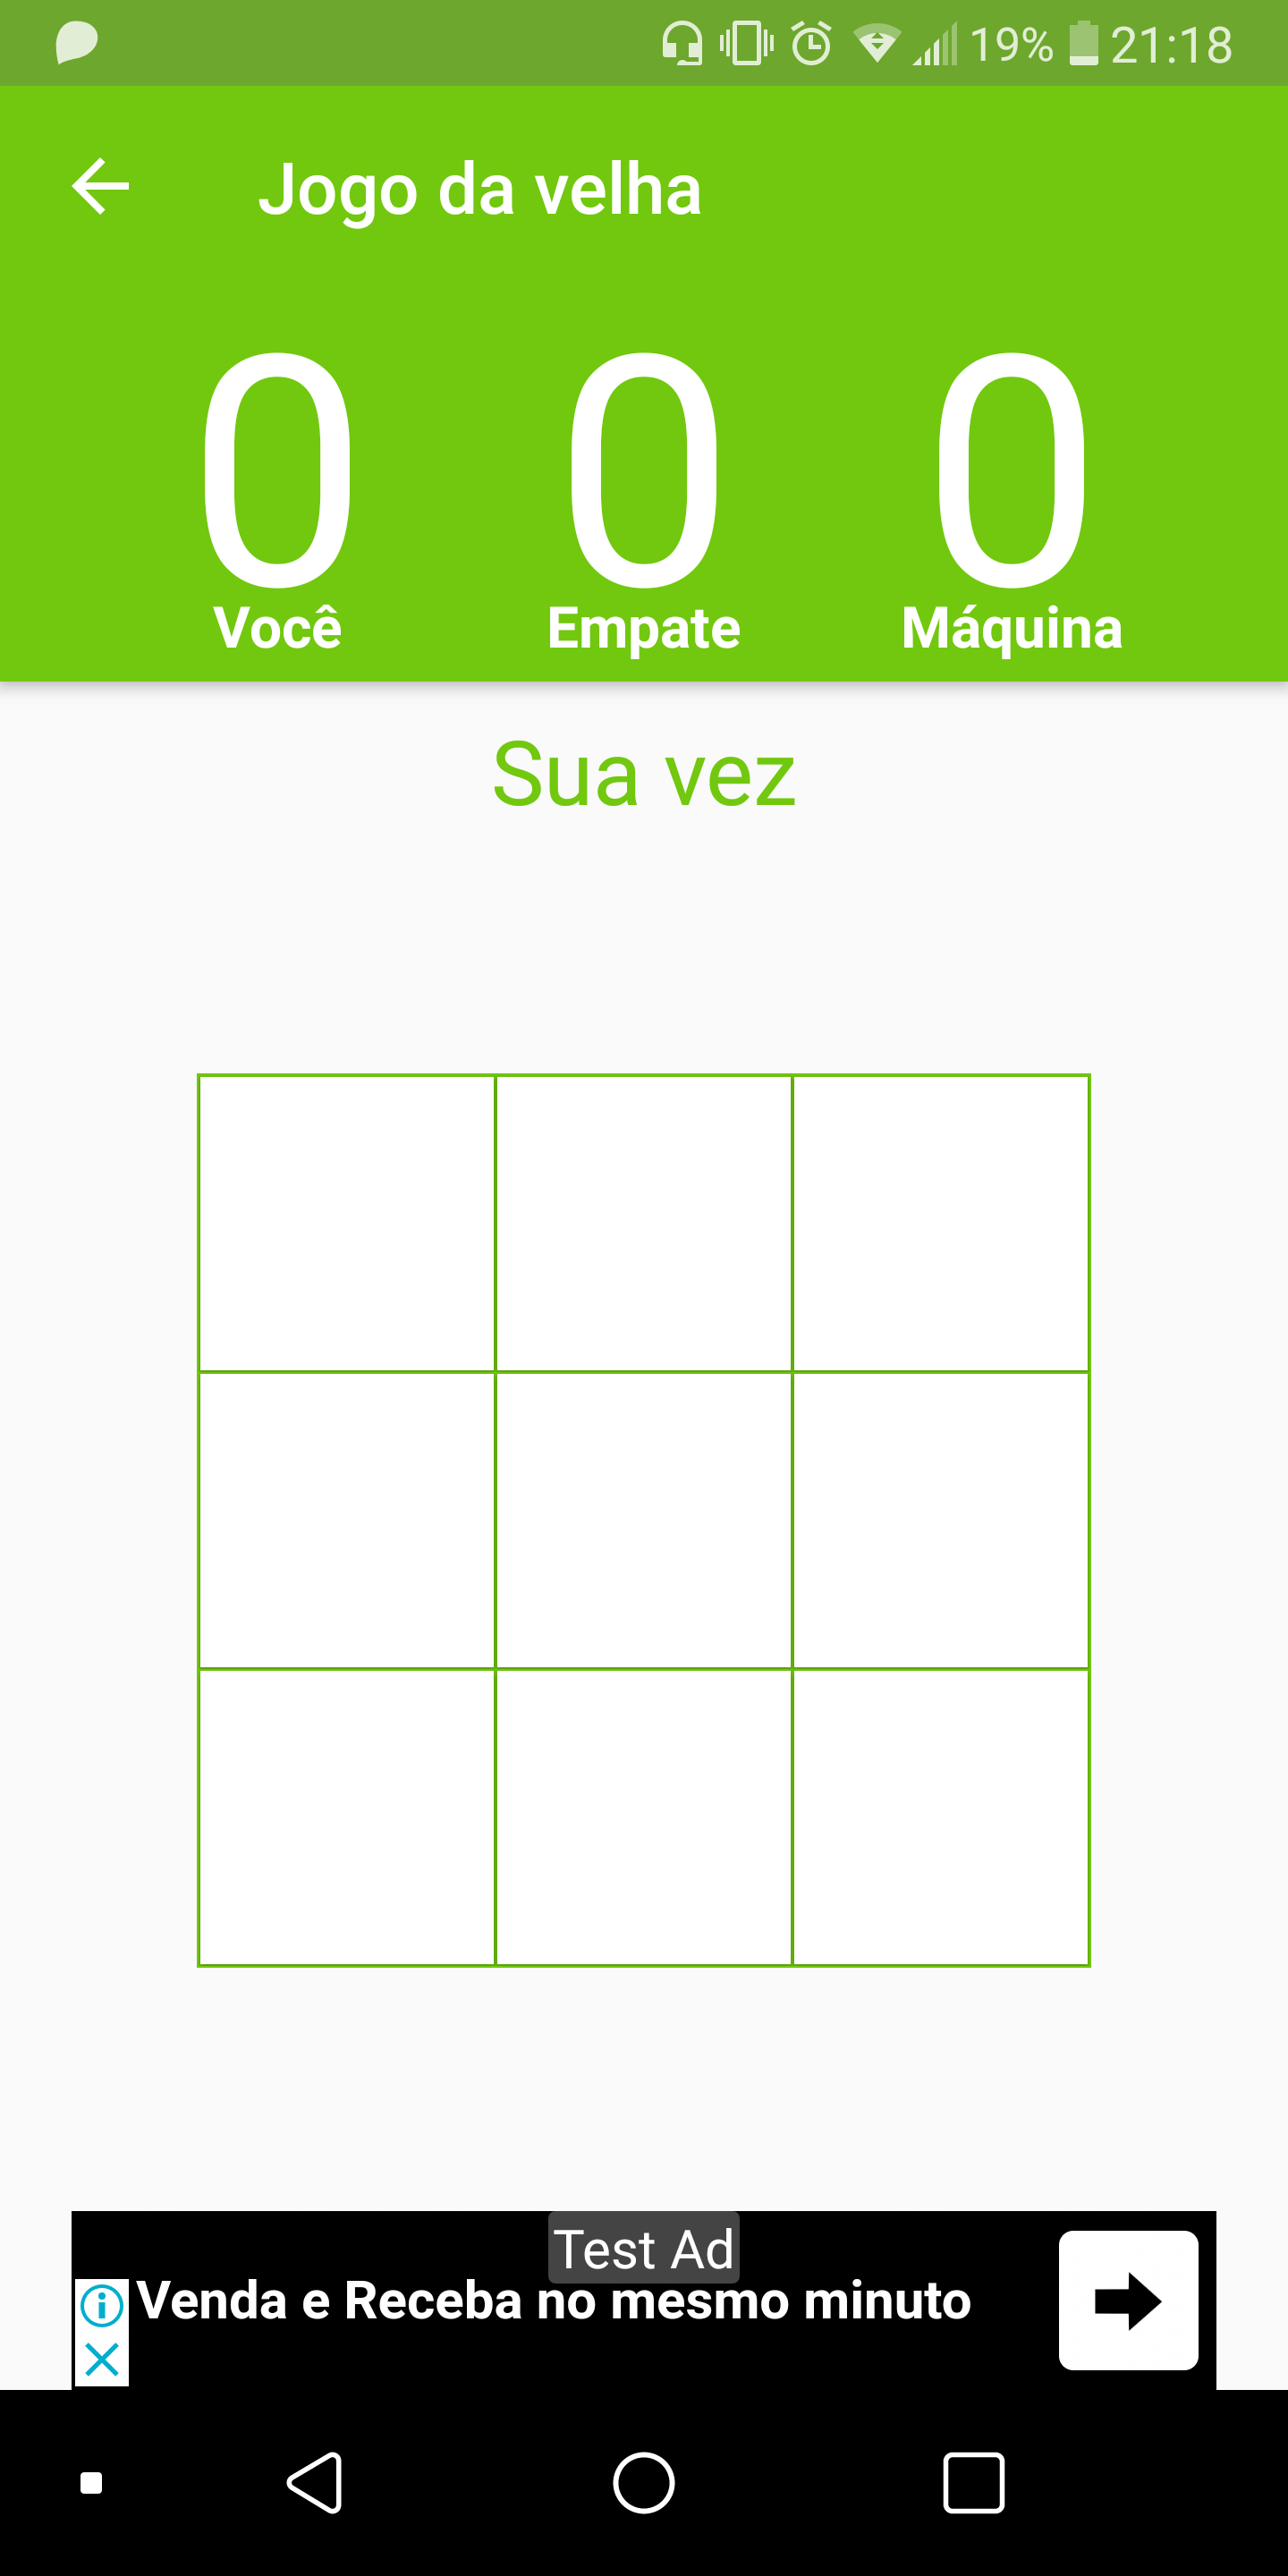 19% 21:18
Jogo da velha
0 0 0
Você Empate Máquina
Sua vez
Test Ad
Venda e Receba no mesmo minuto